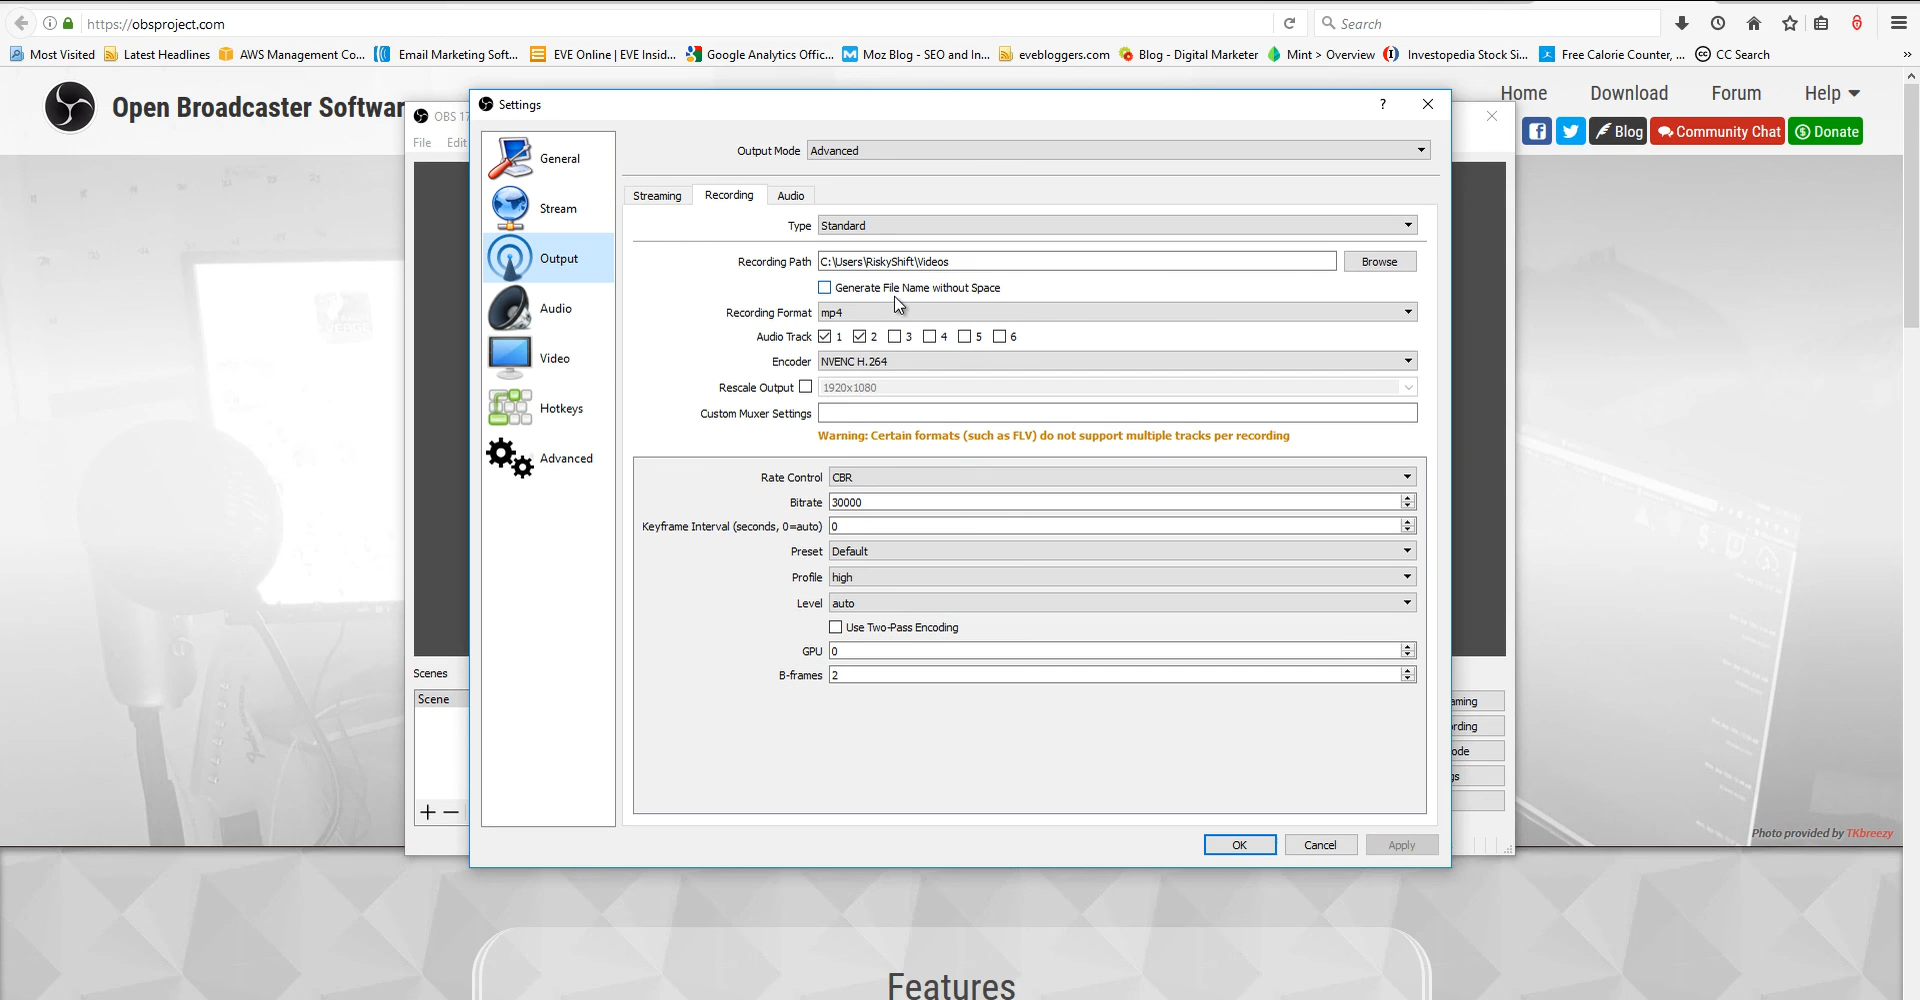 https://obsproject.com
Search
Most Visited
Latest Headlines
AWS Management Co...
Email Marketing Soft...
EVE Online | EVE Insid...
Google Analytics Offic...
Moz Blog - SEO and In...
evebloggers.com
Blog - Digital Marketer
Mint > Overview
Investopedia Stock Si...
Free Calorie Counter, ...
CC Search
Open Broadcaster Softwar
Home
Download
Forum
Help
Blog
Community Chat
Donate
OBS 17
File
Edit
Settings
?
General
Stream
Output
Audio
Video
Hotkeys
Advanced
Output Mode Advanced
Streaming
Recording
Audio
Type Standard
Recording Path C:\Users\RiskyShift\Videos
Browse
Generate File Name without Space
Recording Format mp4
Audio Track 1 2 3 4 5 6
Encoder NVENC H.264
Rescale Output 1920x1080
Custom Muxer Settings
Warning: Certain formats (such as FLV) do not support multiple tracks per recording
Rate Control CBR
Bitrate 30000
Keyframe Interval (seconds, 0=auto) 0
Preset Default
Profile high
Level auto
Use Two-Pass Encoding
GPU 0
B-frames 2
OK
Cancel
Apply
Scenes
Scene
aming
rding
ode
gs
Photo provided by TKbreezy
Features